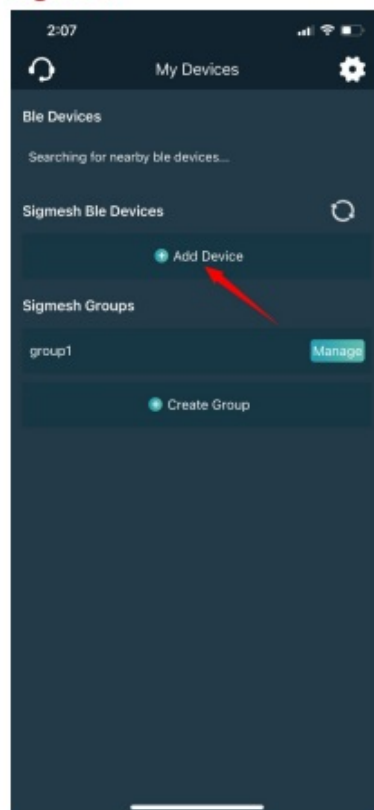 2:07
My Devices
Ble Devices
Searching for nearby ble devices...
Sigmesh Ble Devices
Add Device
Sigmesh Groups
group1 Manage
Create Group